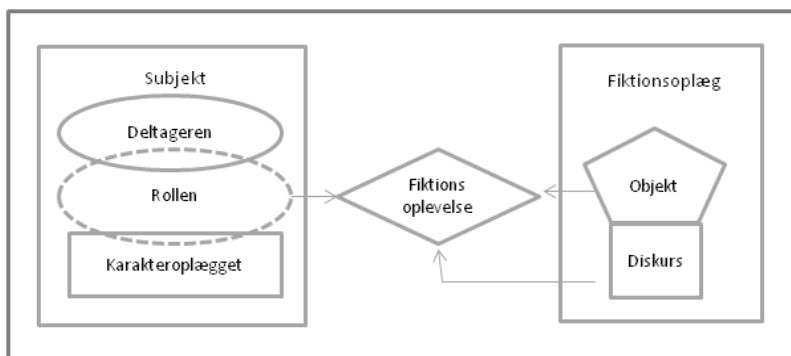 Subjekt
Deltageren
Rollen
Karakteroplægget
Fiktions
oplevelse
Fiktionsoplæg
Objekt
Diskurs